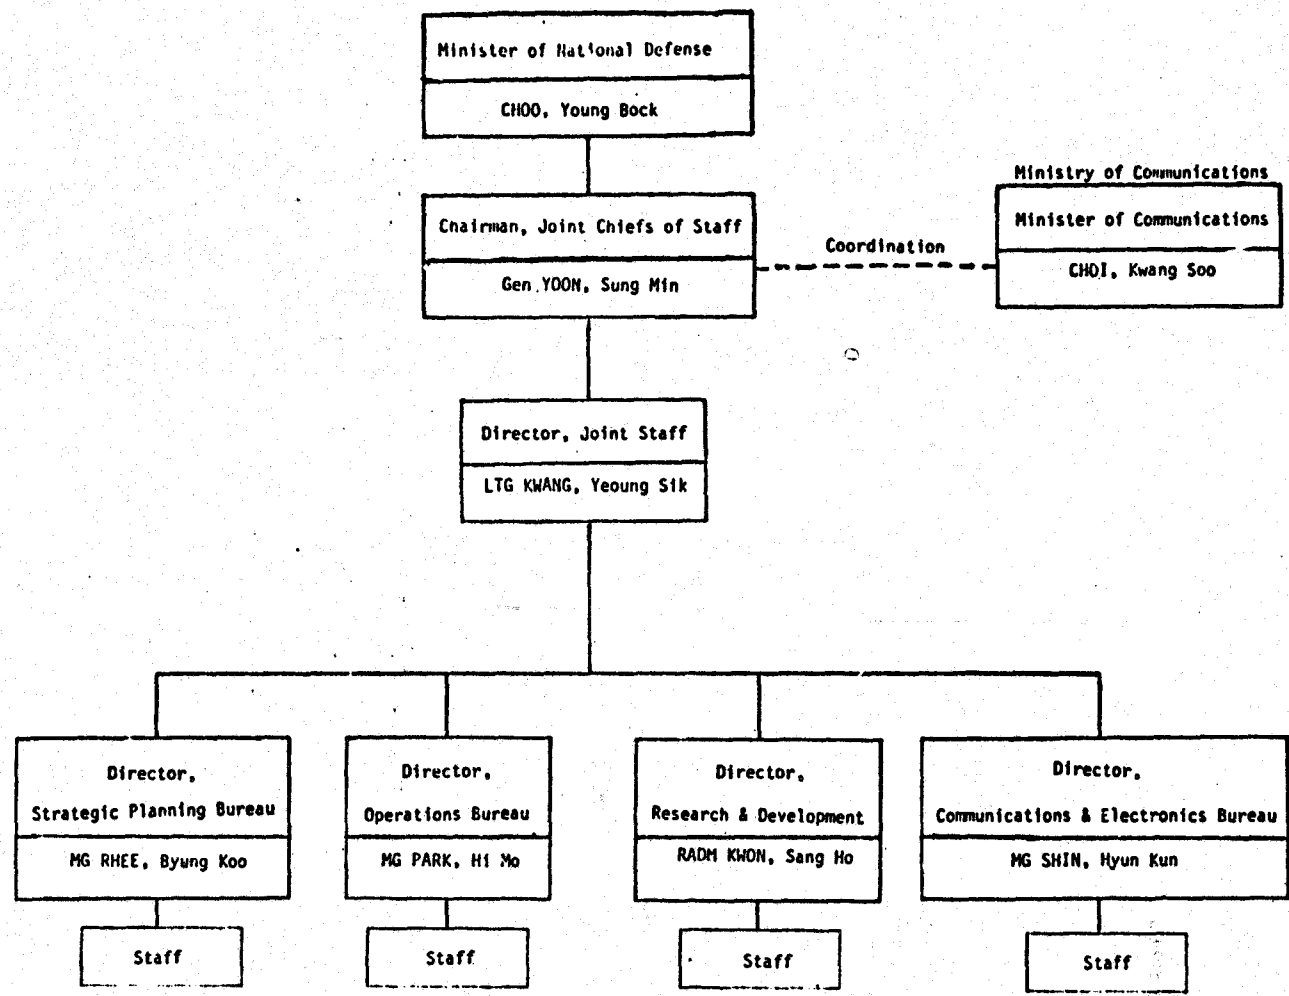 Minister of National Defense
CHOO, Young Bock
Ministry of Communications
Chairman, Joint Chiefs of Staff
Minister of Communications
Coordination
Gen YOON, Sung Min
CHOI, Kwang Soo
Director, Joint Staff
LTG KWANG, Yeoung Sik
Director,
Strategic Planning Bureau
MG RHEE, Byung Koo
Director,
Operations Bureau
MG PARK, Hi Mo
Director,
Research & Development
RADM KWON, Sang Ho
Director,
Communications & Electronics Bureau
MG SHIN, Hyun Kun
Staff
Staff
Staff
Staff